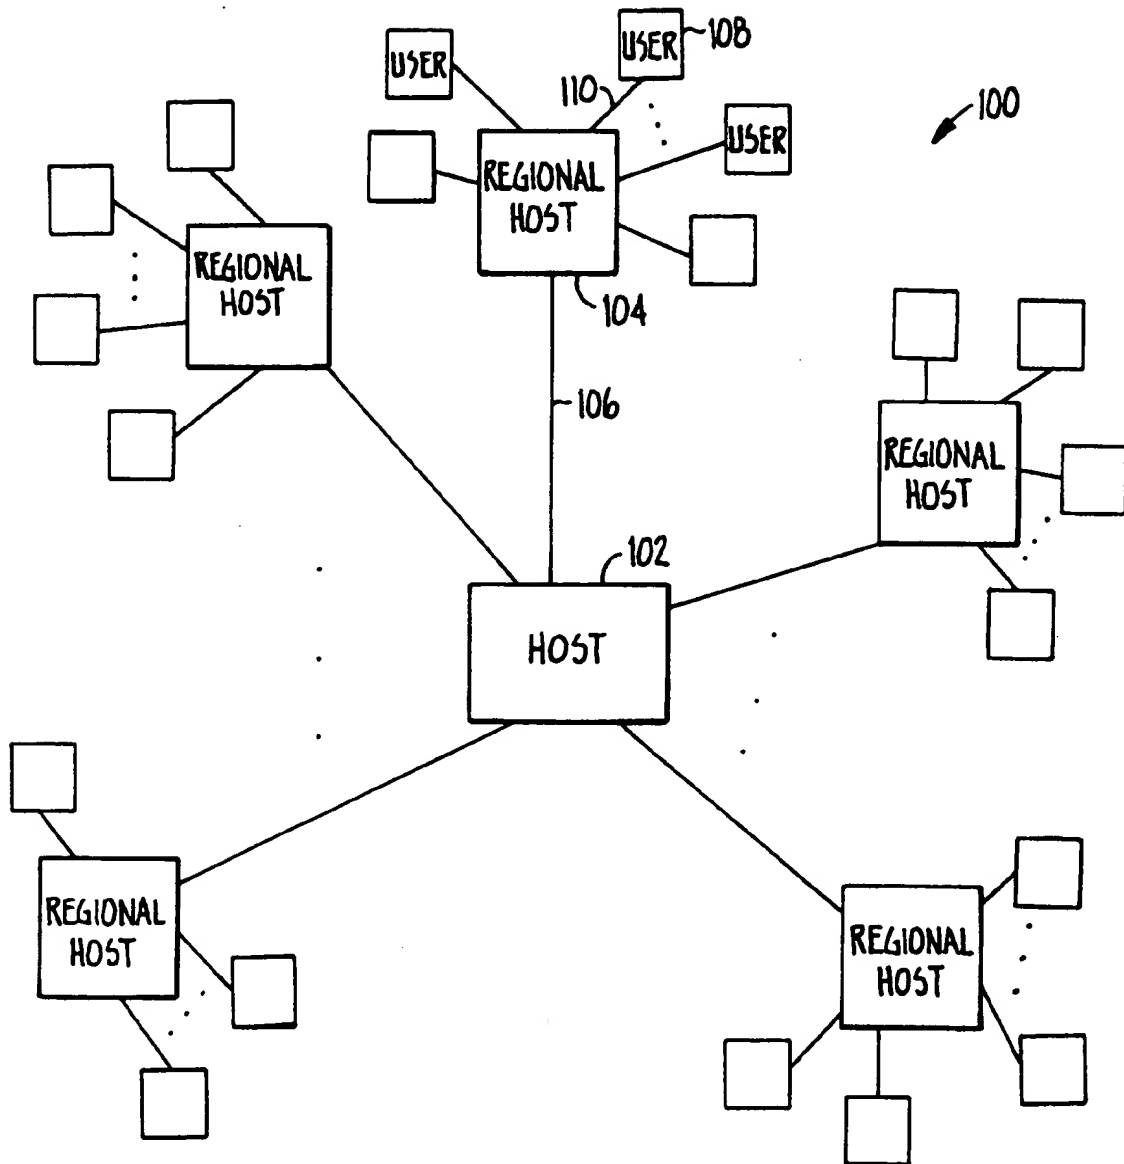 USER
USER
108
110
100
USER
REGIONAL
HOST
104
REGIONAL
HOST
106
REGIONAL
HOST
102
HOST
REGIONAL
HOST
REGIONAL
HOST